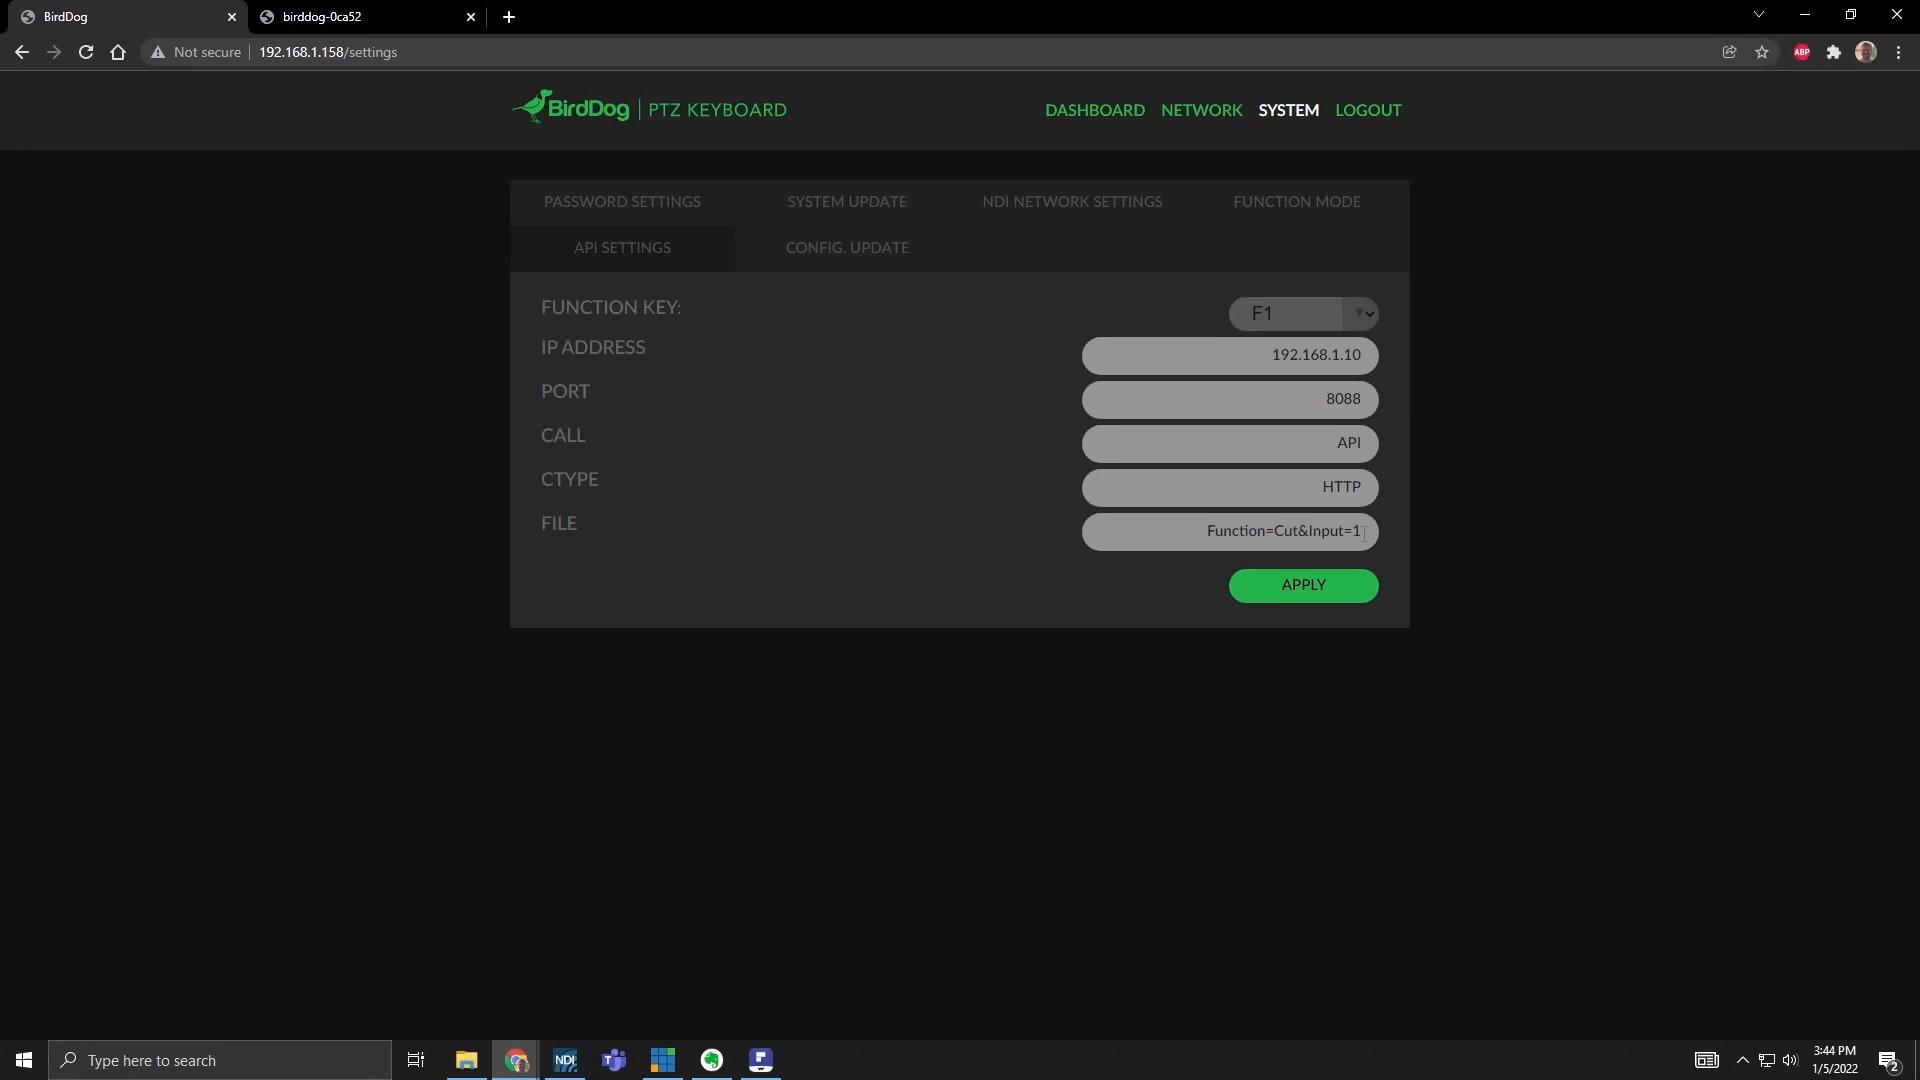 BirdDog
birddog-0ca52
Not secure 192.168.1.158/settings
ABP
BirdDog | PTZ KEYBOARD
DASHBOARD NETWORK SYSTEM LOGOUT
PASSWORD SETTINGS SYSTEM UPDATE NDI NETWORK SETTINGS FUNCTION MODE
API SETTINGS CONFIG. UPDATE
FUNCTION KEY: F1
IP ADDRESS 192.168.1.10
PORT 8088
CALL API
CTYPE HTTP
FILE Function=Cut&Input=1
APPLY
Type here to search
NDI
3:44 PM
1/5/2022
2